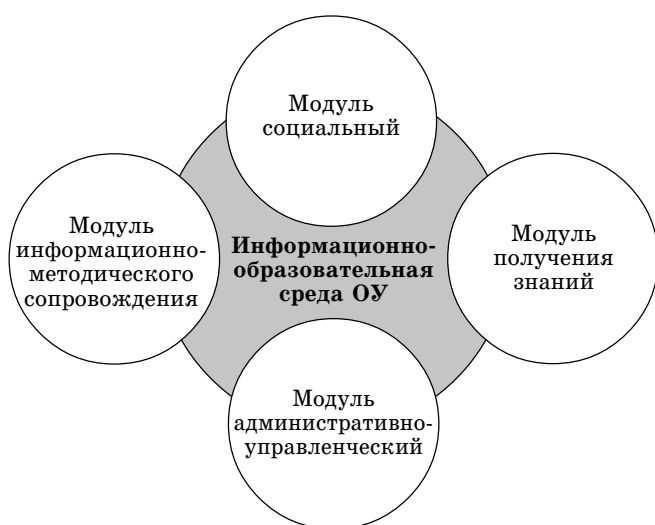 Модуль
социальный
Модуль
информационно-
методического
сопровождения
Информационно-
образовательная
среда ОУ
Модуль
получения
знаний
Модуль
административно-
управленческий